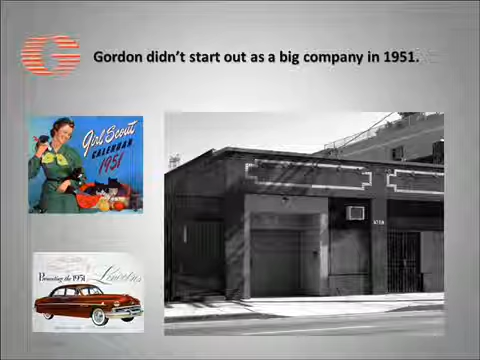 Gordon didn't start out as a big company in 1951.
Girl Scout
CALENDAR
1951
Presenting the 1951 Lincolns